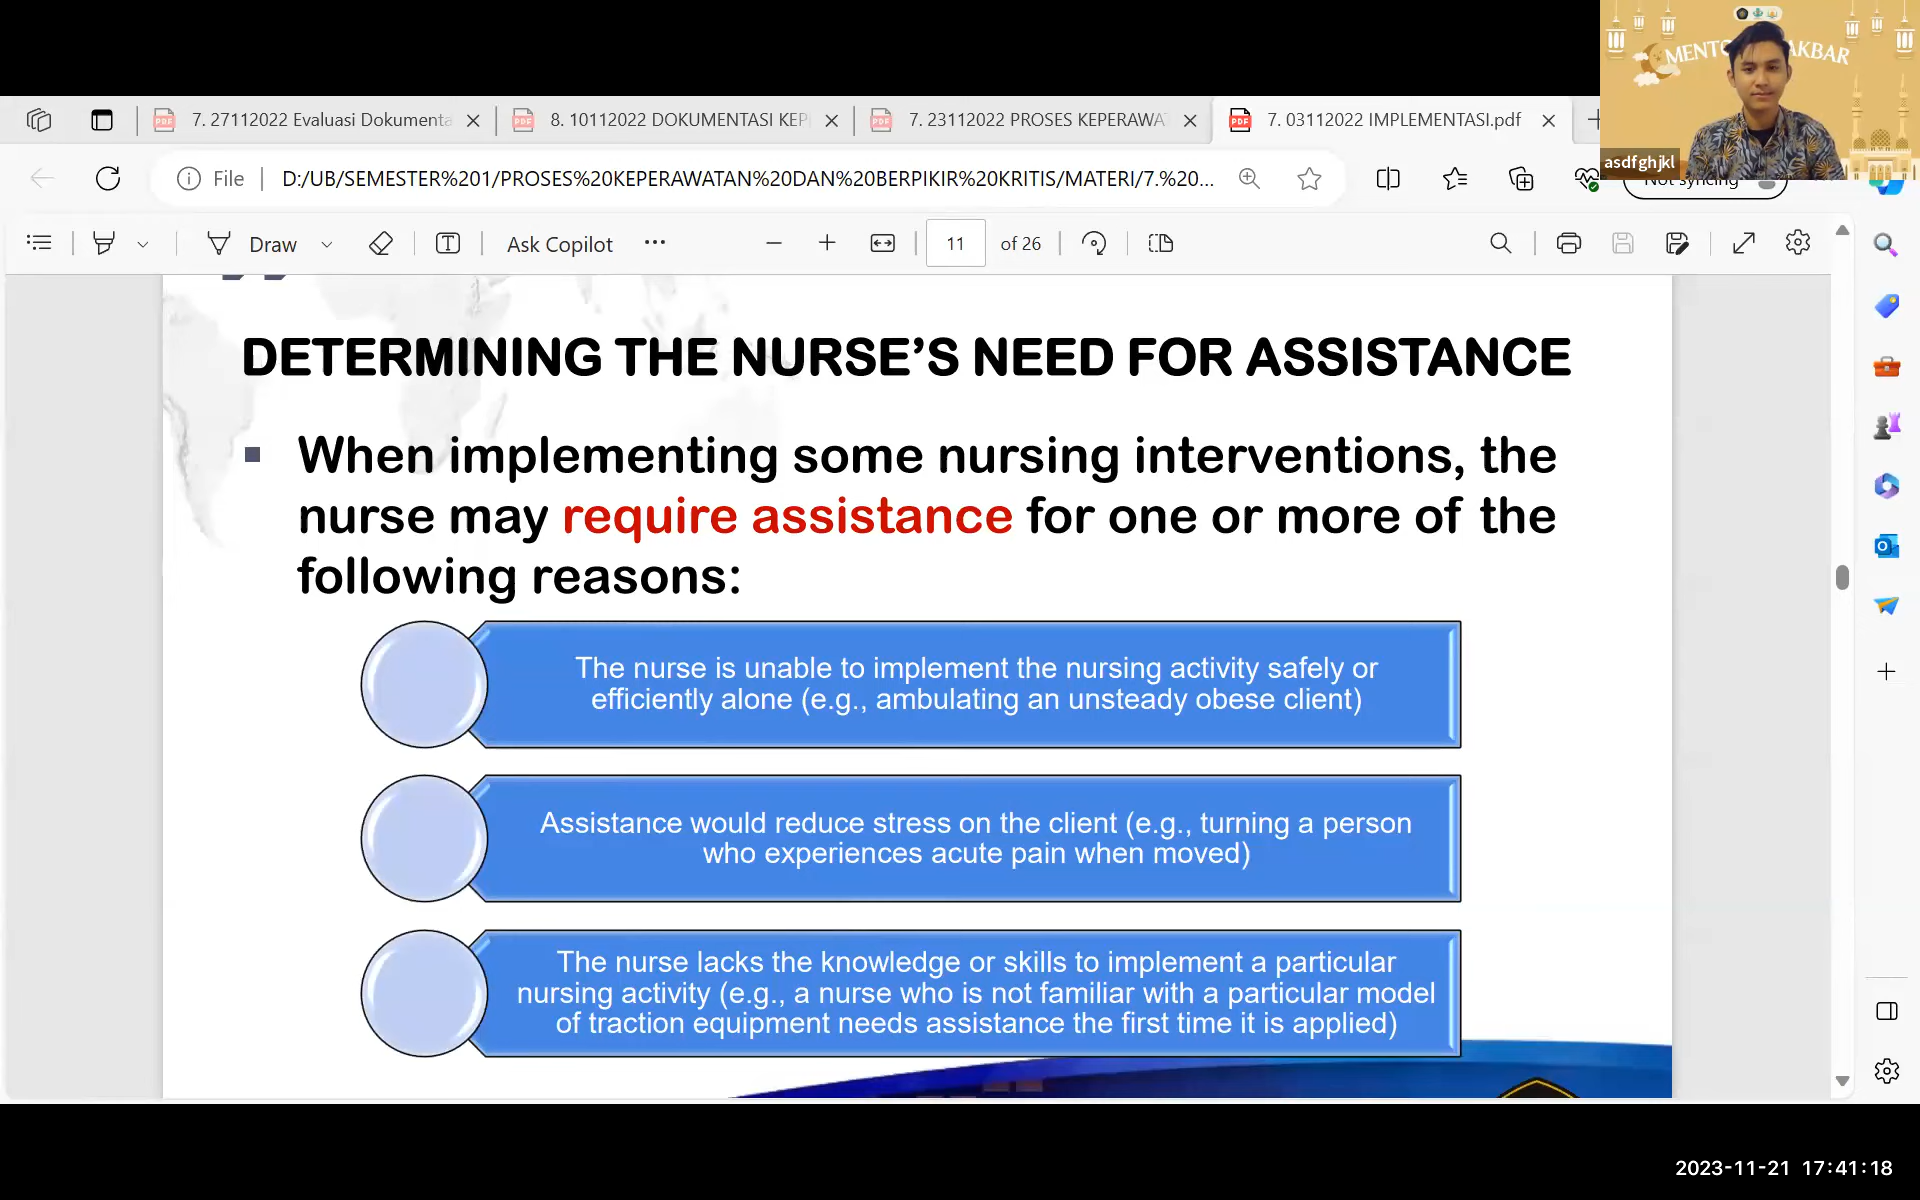 MENTO AKBAR
asdfghjkl
7. 27112022 Evaluasi Dokumenta
8. 10112022 DOKUMENTASI KEP
7. 23112022 PROSES KEPERAWAT
7. 03112022 IMPLEMENTASI.pdf
File
D:/UB/SEMESTER%201/PROSES%20KEPERAWATAN%20DAN%20BERPIKIR%20KRITIS/MATERI/7.%20...
Not syncing
Draw
Ask Copilot
11 of 26
DETERMINING THE NURSE’S NEED FOR ASSISTANCE
When implementing some nursing interventions, the
nurse may require assistance for one or more of the
following reasons:
The nurse is unable to implement the nursing activity safely or
efficiently alone (e.g., ambulating an unsteady obese client)
Assistance would reduce stress on the client (e.g., turning a person
who experiences acute pain when moved)
The nurse lacks the knowledge or skills to implement a particular
nursing activity (e.g., a nurse who is not familiar with a particular model
of traction equipment needs assistance the first time it is applied)
2023-11-21 17:41:18